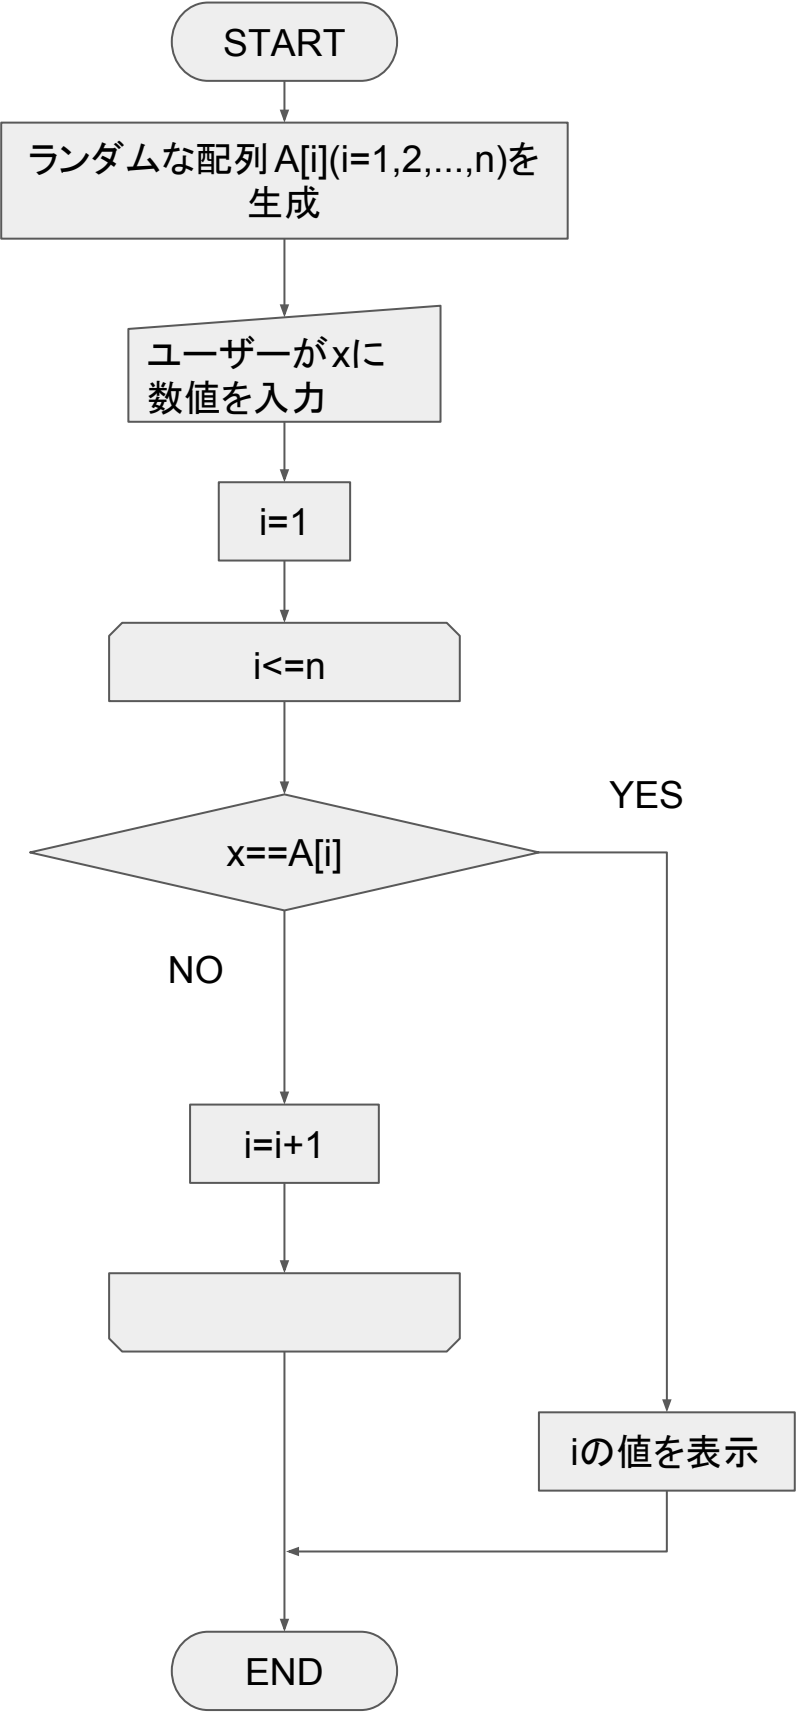 START
ランダムな配列A[i](i=1,2,...,n)を
生成
ユーザーがxに
数値を入力
i=1
i<=n
YES
x==A[i]
NO
i=i+1
iの値を表示
END